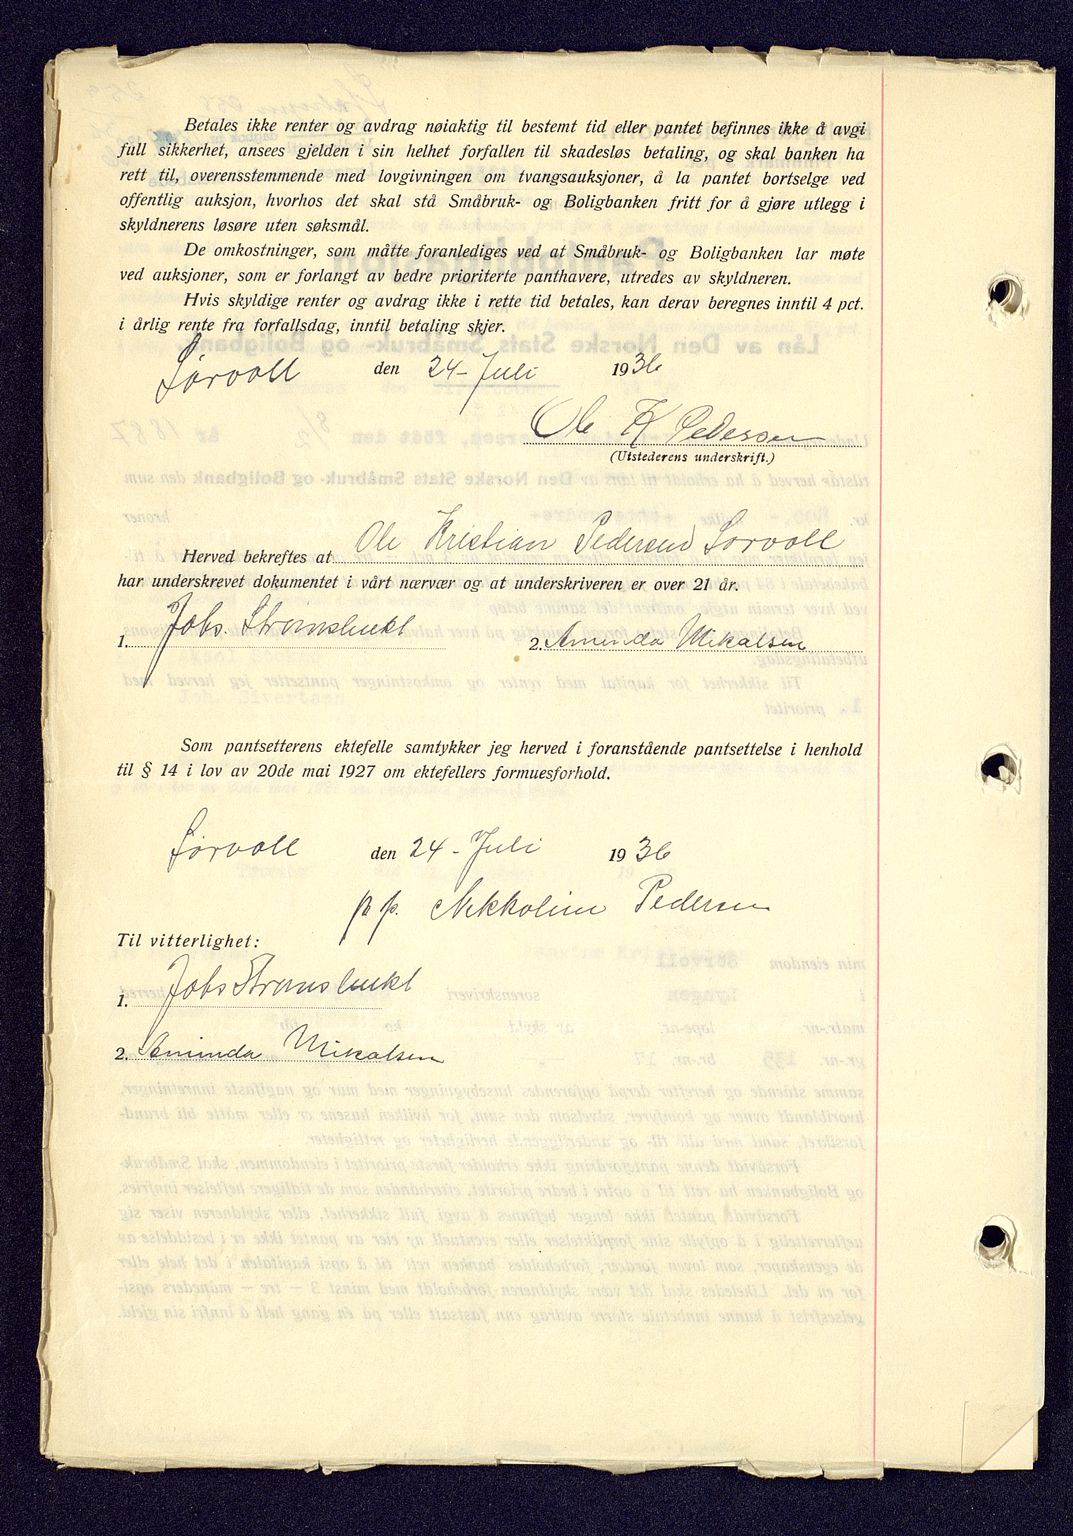 Betales ikke renter og avdrag nøiaktig til bestemt tid eller pantet befinnes ikke å avgi
full sikkerhet, ansees gjelden i sin helhet forfallen til skadesløs betaling, og skal banken ha
rett til, overensstemmende med lovgivningen om tvangsauksjoner, å la pantet bortselge ved
offentlig auksjon, hvorhos det skal stå Småbruk- og Boligbanken fritt for å gjøre utlegg i
skyldnerens løsøre uten søksmål.
De omkostninger, som måtte foranlediges ved at Småbruk- og Boligbanken lar møte
ved auksjoner, som er forlangt av bedre prioriterte panthavere, utredes av skyldneren.
Hvis skyldige renter og avdrag ikke i rette tid betales, kan derav beregnes inntil 4 pct.
i årlig rente fra forfallsdag, inntil betaling skjer.
Sørvoll den 24-Juli 1936
Ole K Pedersen
(Utstederens underskrift.)
Herved bekreftes at Ole Kristian Pedersen Sørvoll
har underskrevet dokumentet i vårt nærvær og at underskriveren er over 21 år.
1. Johs. Strømsbukt 2. Aminda Mikalsen
Som pantsetterens ektefelle samtykker jeg herved i foranstående pantsettelse i henhold
til § 14 i lov av 20de mai 1927 om ektefellers formuesforhold.
Sørvoll den 24-Juli 1936
p.p. Nekkoline Pedersen
Til vitterlighet:
1. Johs Strømsbukt
2. Aminda Mikalsen